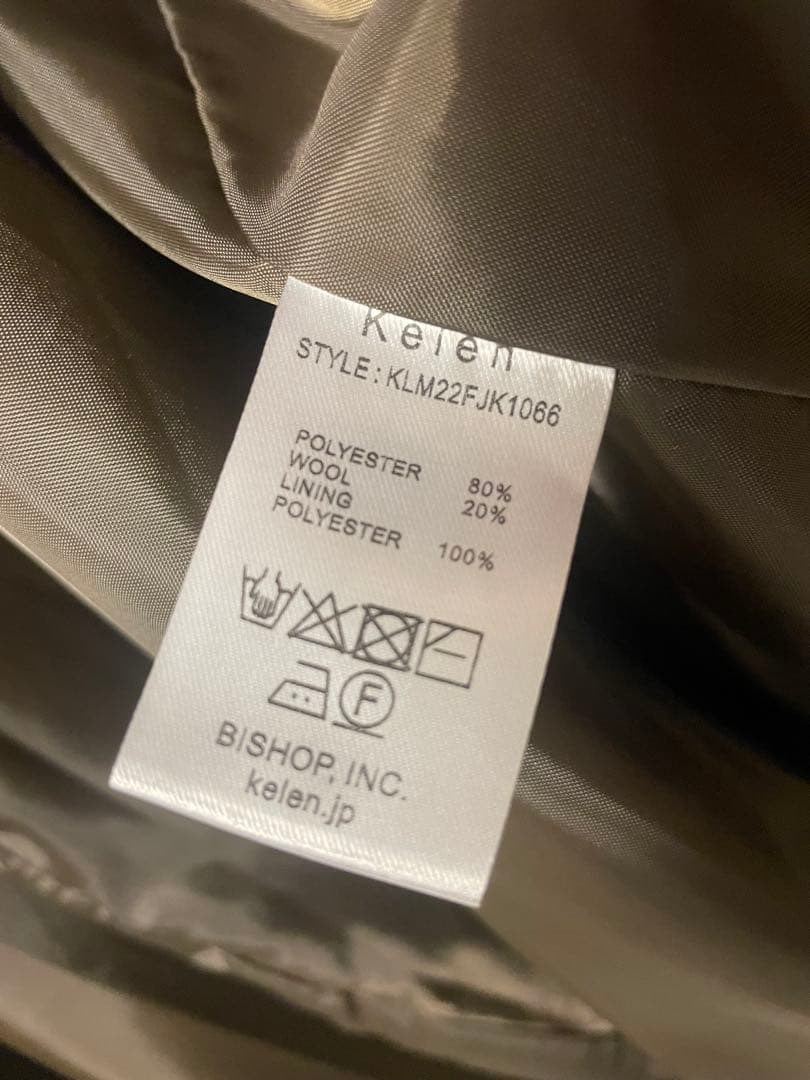 Kelen
STYLE : KLM22FJK1066
POLYESTER 80%
WOOL 20%
LINING
POLYESTER 100%
F
BISHOP, INC.
kelen.jp